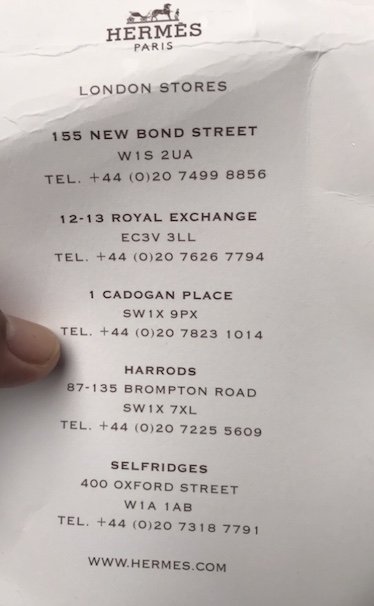 HERMÈS
PARIS
LONDON STORES
155 NEW BOND STREET
W1S 2UA
TEL. +44 (0)20 7499 8856
12-13 ROYAL EXCHANGE
EC3V 3LL
TEL. +44 (0)20 7626 7794
1 CADOGAN PLACE
SW1X 9PX
TEL. +44 (0)20 7823 1014
HARRODS
87-135 BROMPTON ROAD
SW1X 7XL
TEL. +44 (0)20 7225 5609
SELFRIDGES
400 OXFORD STREET
W1A 1AB
TEL. +44 (0)20 7318 7791
WWW.HERMES.COM